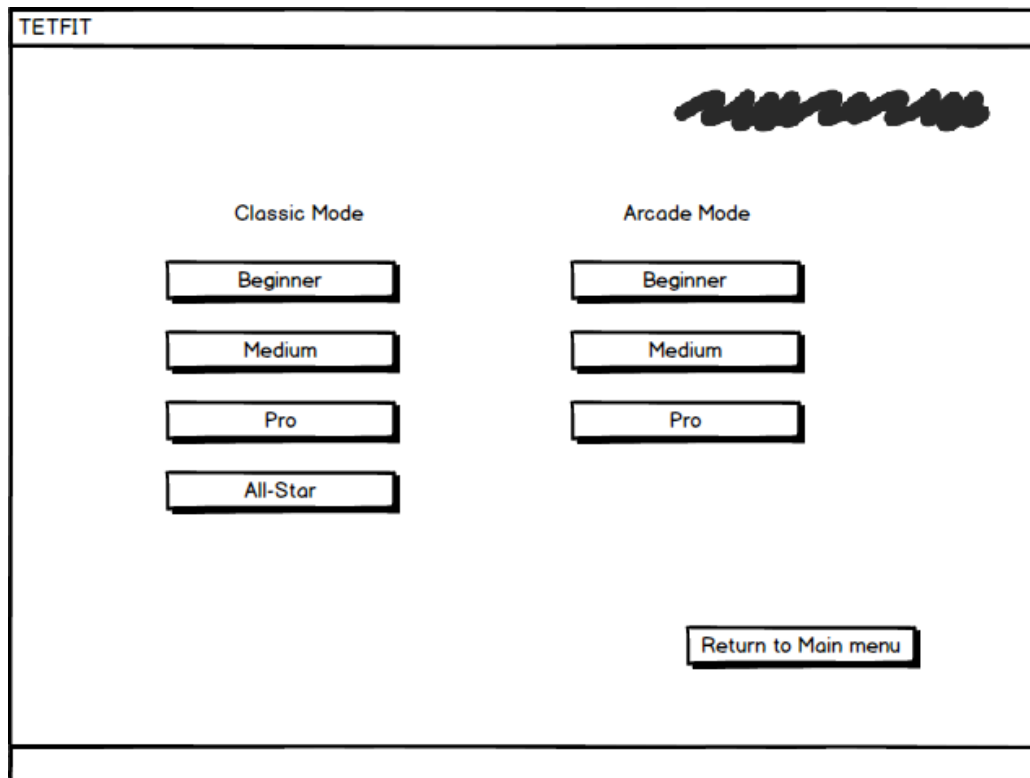 TETFIT
Classic Mode
Arcade Mode
Beginner
Beginner
Medium
Medium
Pro
Pro
All-Star
Return to Main menu